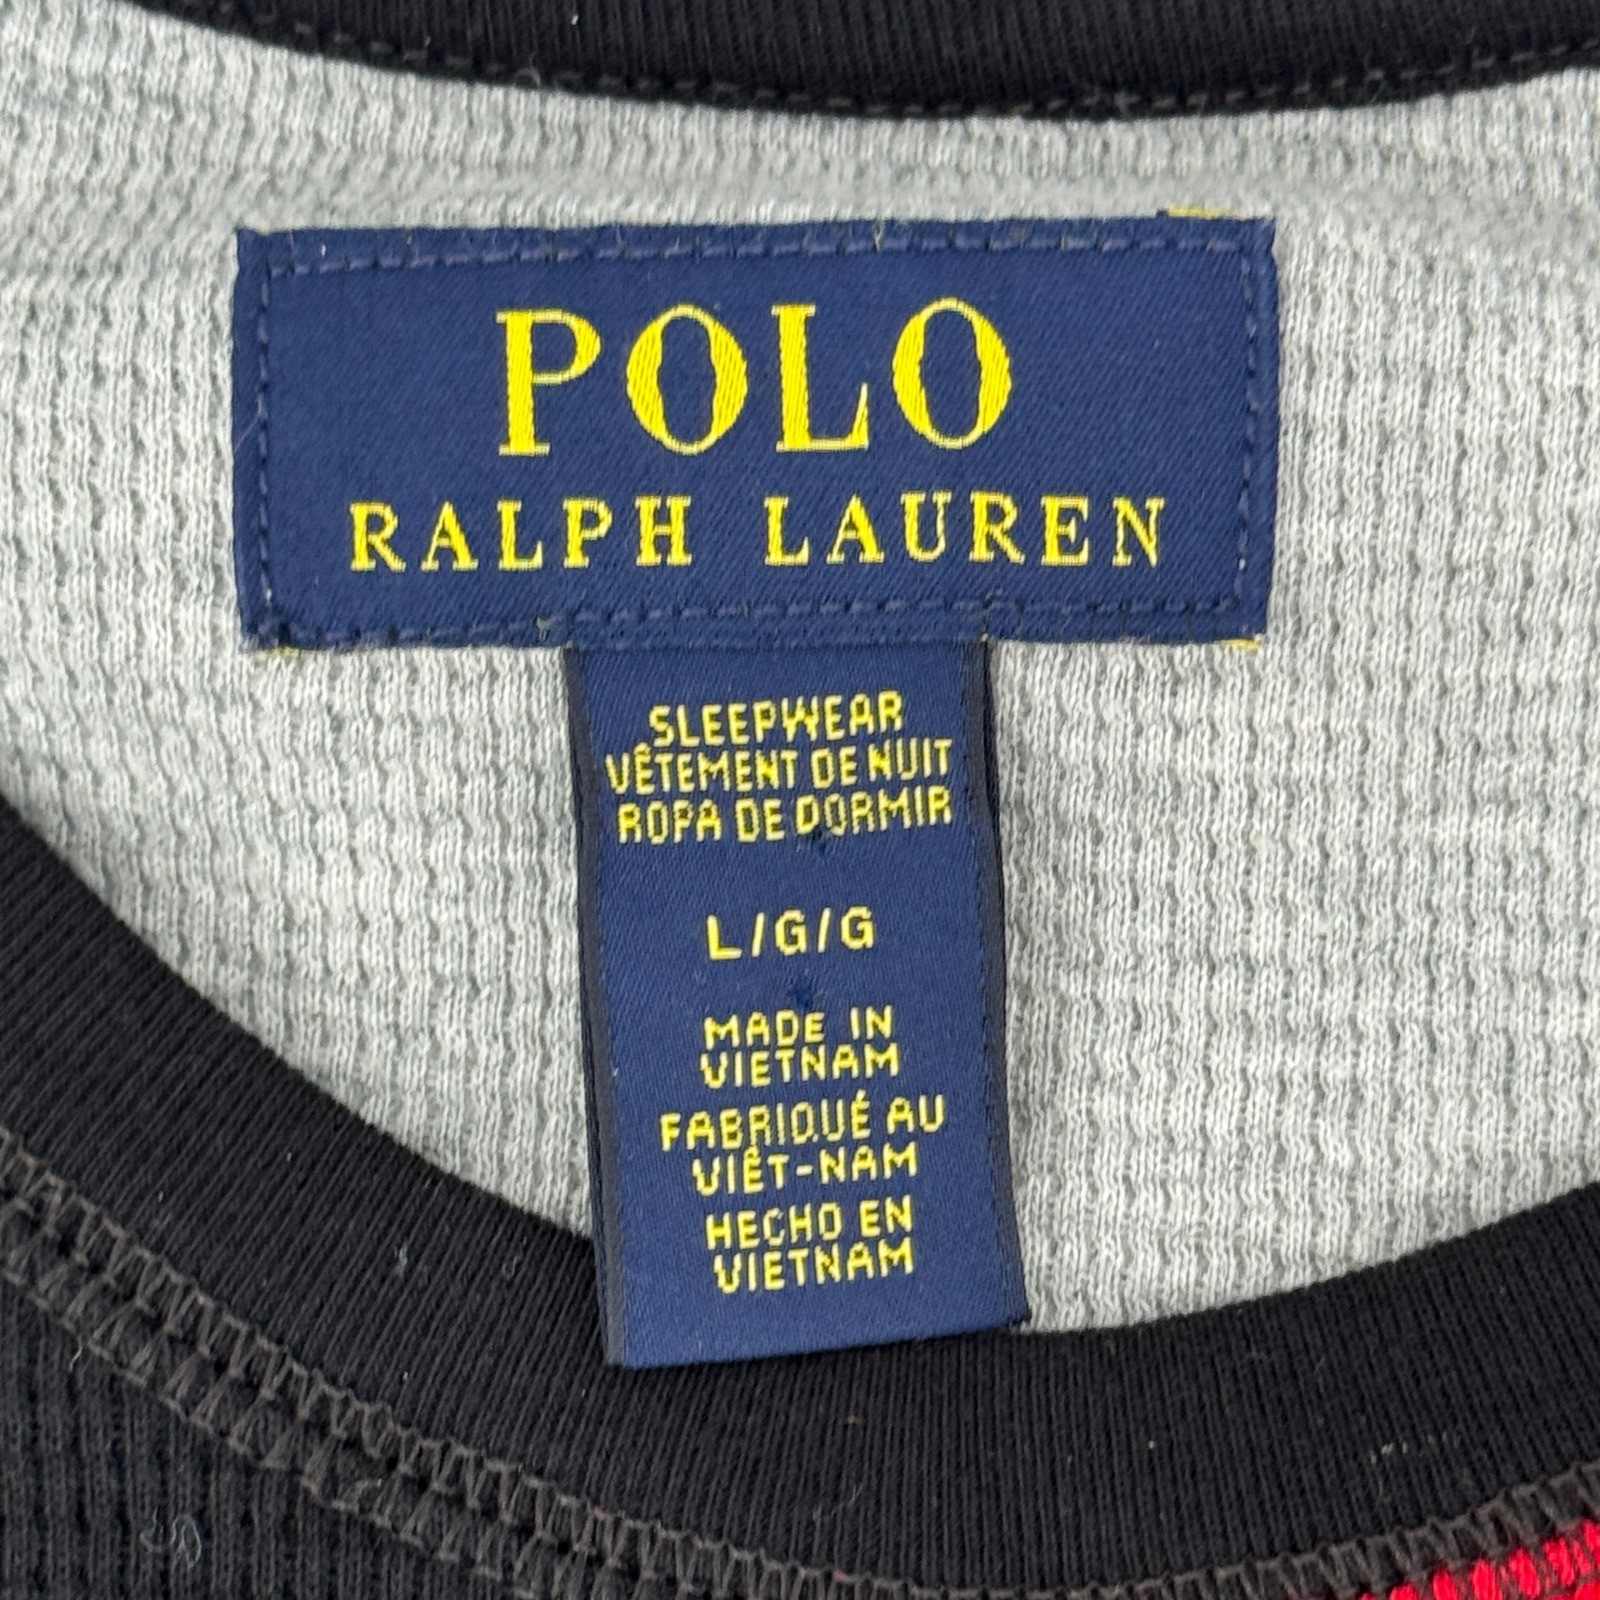 POLO
RALPH LAUREN
SLEEPWEAR
VÊTEMENT DE NUIT
ROPA DE DORMIR
L/G/G
MADE IN
VIETNAM
FABRIQUÉ AU
VIÊT-NAM
HECHO EN
VIETNAM